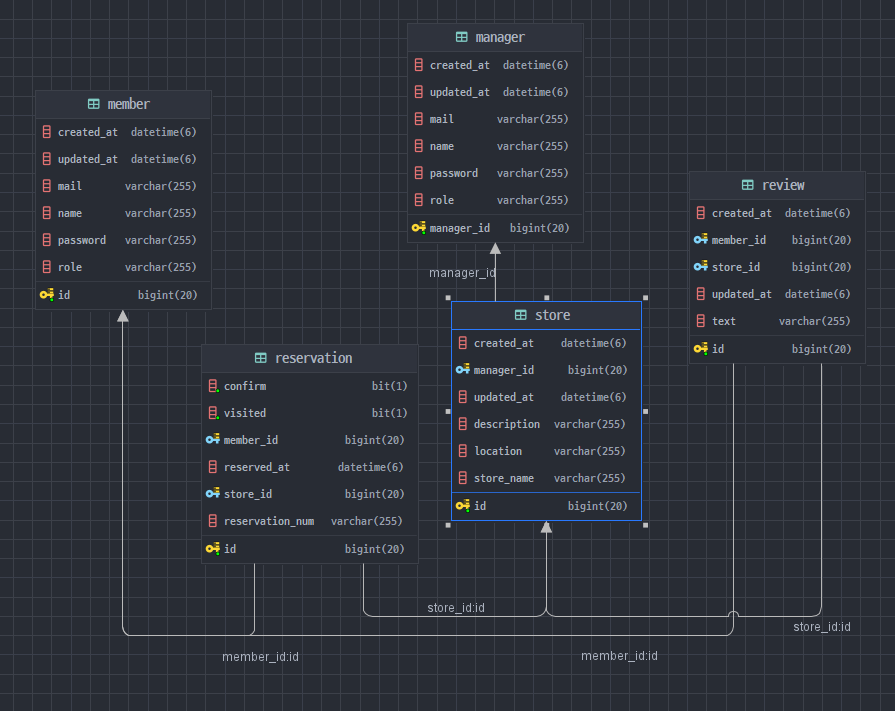 manager
created_at datetime(6)
updated_at datetime(6)
mail varchar(255)
name varchar(255)
password varchar(255)
role varchar(255)
manager_id bigint(20)
member
created_at datetime(6)
updated_at datetime(6)
mail varchar(255)
name varchar(255)
password varchar(255)
role varchar(255)
id bigint(20)
review
created_at datetime(6)
member_id bigint(20)
store_id bigint(20)
updated_at datetime(6)
text varchar(255)
id bigint(20)
manager_id
store
created_at datetime(6)
manager_id bigint(20)
updated_at datetime(6)
description varchar(255)
location varchar(255)
store_name varchar(255)
id bigint(20)
reservation
confirm bit(1)
visited bit(1)
member_id bigint(20)
reserved_at datetime(6)
store_id bigint(20)
reservation_num varchar(255)
id bigint(20)
store_id:id
store_id:id
member_id:id
member_id:id